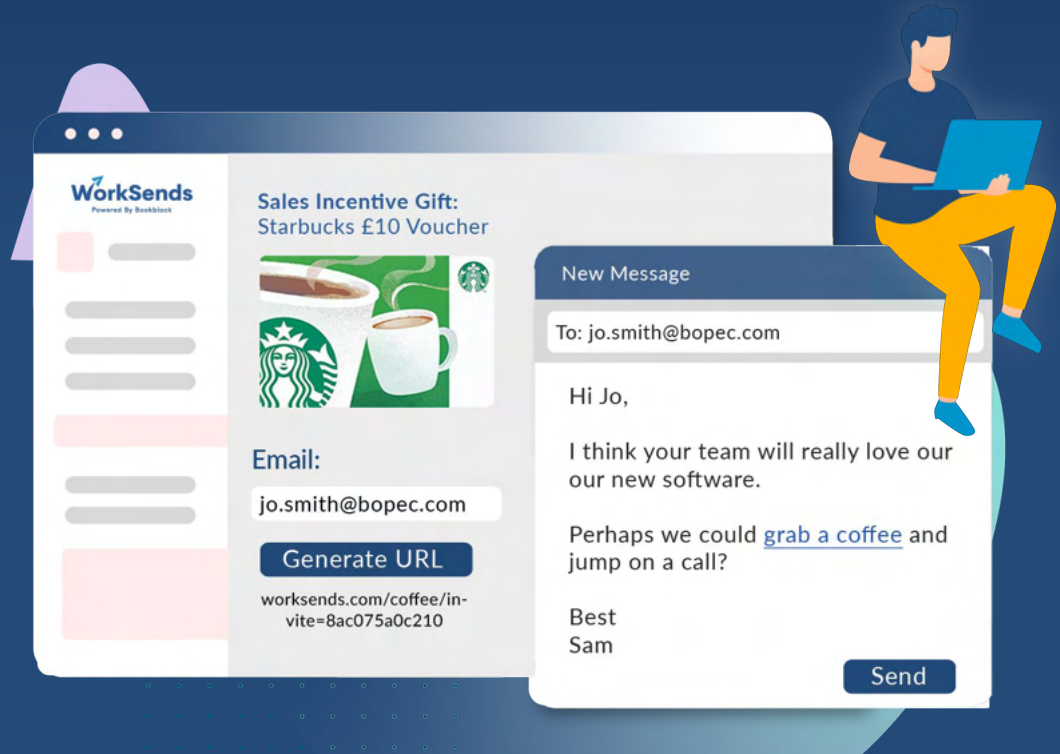 WorkSends
Powered By Bookblock
Sales Incentive Gift:
Starbucks £10 Voucher
Email:
jo.smith@bopec.com
Generate URL
worksends.com/coffee/in-
vite=8ac075a0c210
New Message
To: jo.smith@bopec.com
Hi Jo,
I think your team will really love our
our new software.
Perhaps we could grab a coffee and
jump on a call?
Best
Sam
Send